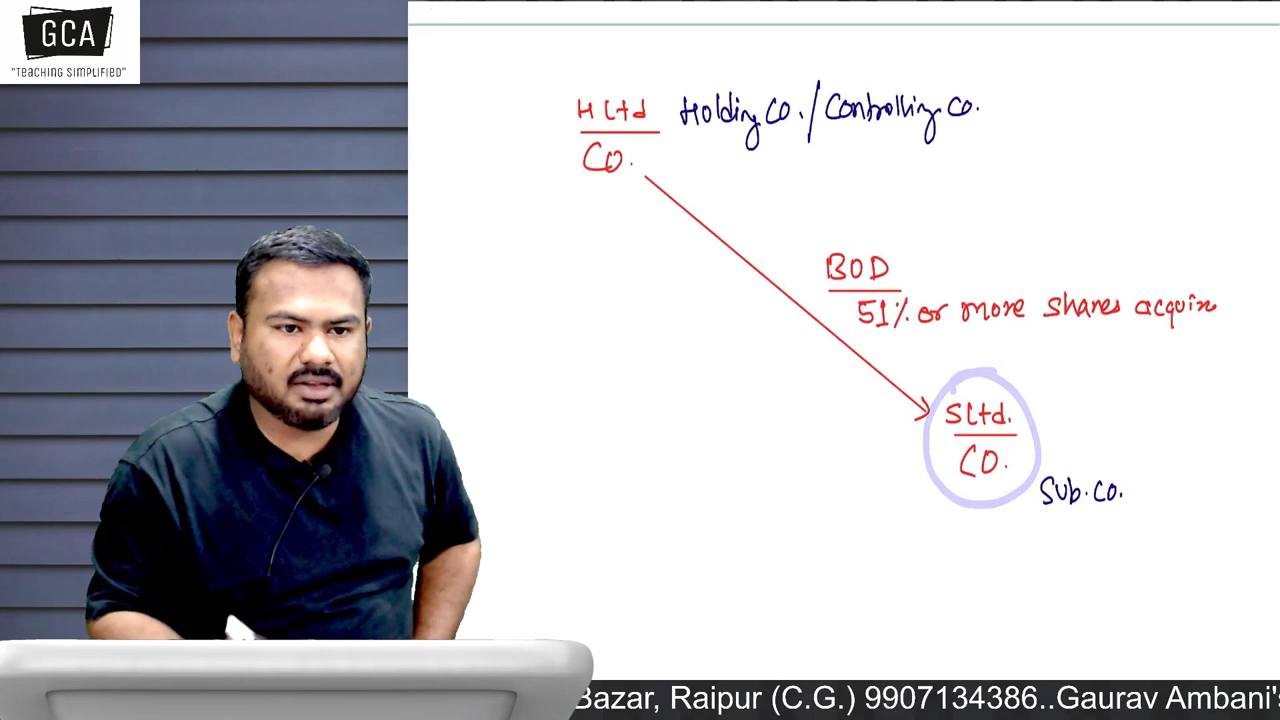 GCA
"Teaching SIMPLIFIED"
H Ltd Holding Co. / Controlling Co.
Co.
BOD
51% or more shares acquire
S Ltd.
CO.
Sub. Co.
Bazar, Raipur (C.G.) 9907134386..Gaurav Ambani's